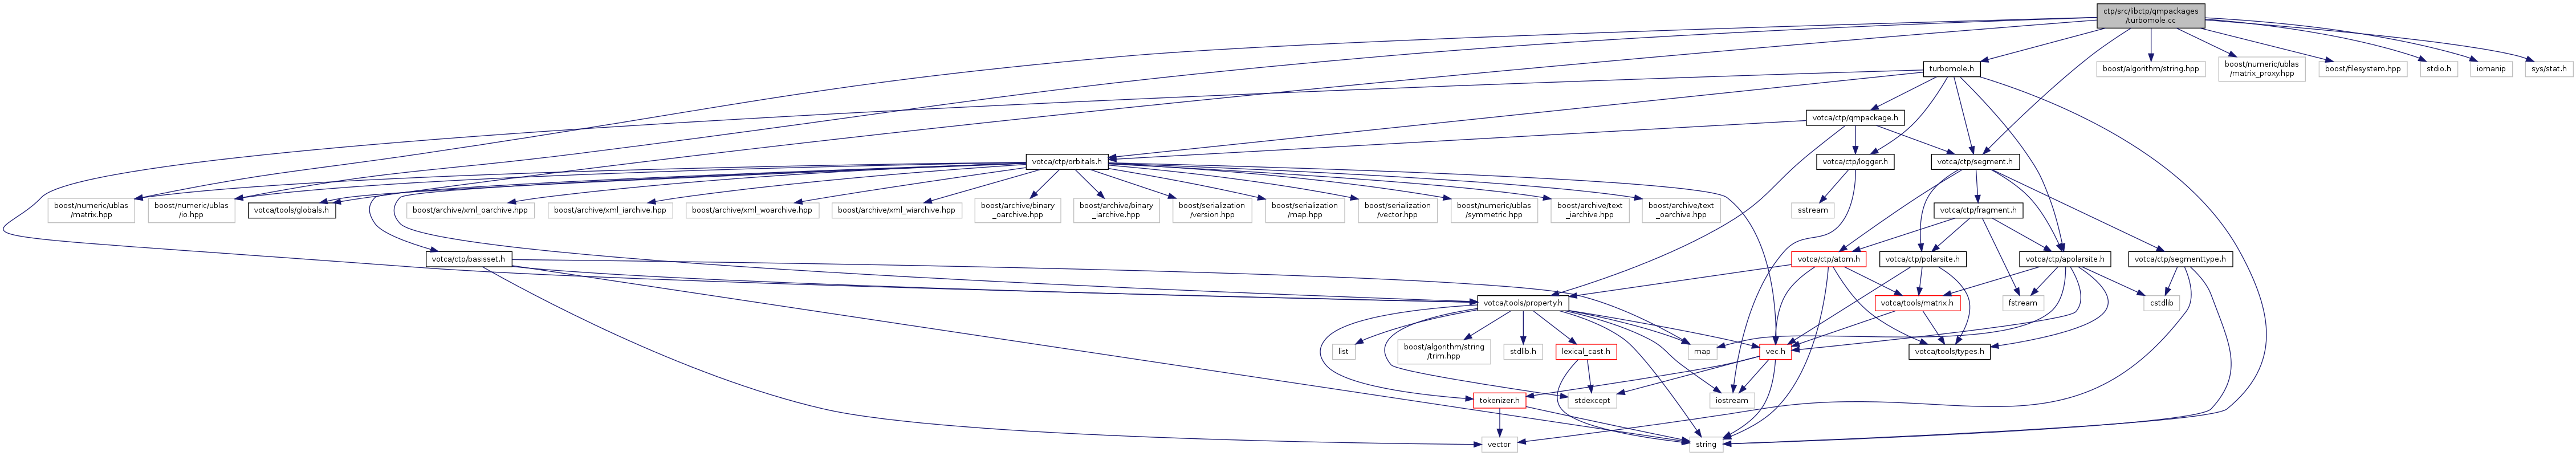 ctp/src/libctp/qmpackages
/turbomole.cc
turbomole.h
boost/algorithm/string.hpp
boost/numeric/ublas
/matrix_proxy.hpp
boost/filesystem.hpp
stdio.h
iomanip
sys/stat.h
votca/ctp/qmpackage.h
votca/ctp/orbitals.h
votca/ctp/logger.h
votca/ctp/segment.h
boost/numeric/ublas
/matrix.hpp
boost/numeric/ublas
/io.hpp
votca/tools/globals.h
boost/archive/xml_oarchive.hpp
boost/archive/xml_iarchive.hpp
boost/archive/xml_woarchive.hpp
boost/archive/xml_wiarchive.hpp
boost/archive/binary
_oarchive.hpp
boost/archive/binary
_iarchive.hpp
boost/serialization
/version.hpp
boost/serialization
/map.hpp
boost/serialization
/vector.hpp
boost/numeric/ublas
/symmetric.hpp
boost/archive/text
_iarchive.hpp
boost/archive/text
_oarchive.hpp
sstream
votca/ctp/fragment.h
votca/ctp/basisset.h
votca/ctp/atom.h
votca/ctp/polarsite.h
votca/ctp/apolarsite.h
votca/ctp/segmenttype.h
votca/tools/property.h
votca/tools/matrix.h
fstream
cstdlib
list
boost/algorithm/string
/trim.hpp
stdlib.h
lexical_cast.h
map
vec.h
votca/tools/types.h
tokenizer.h
stdexcept
iostream
vector
string